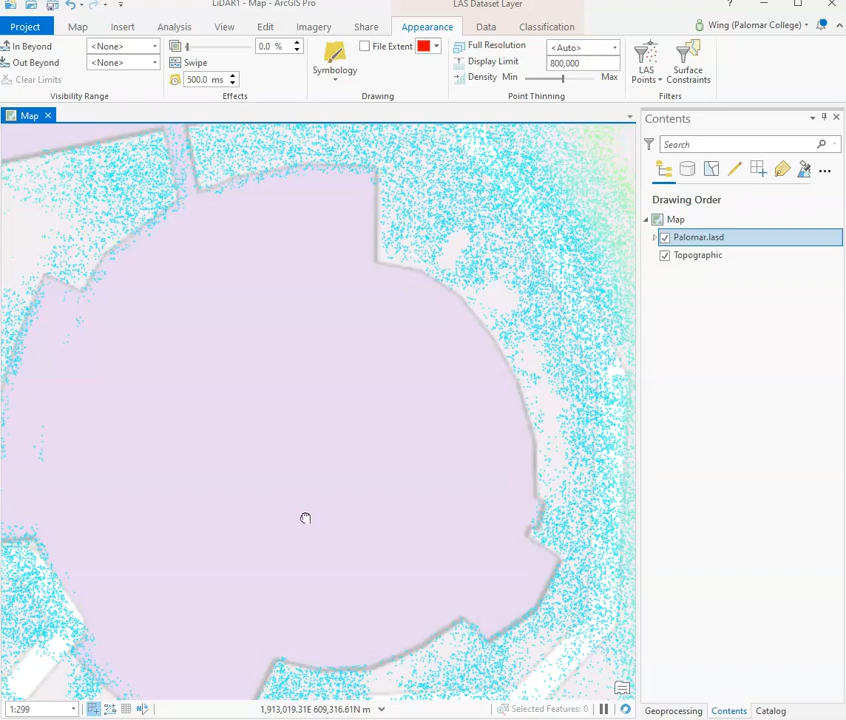 LiDAR1 - Map - ArcGIS Pro
LAS Dataset Layer
?
Project Map Insert Analysis View Edit Imagery Share Appearance Data Classification
Wing (Palomar College)
In Beyond <None>
Out Beyond <None>
Clear Limits
Visibility Range
0.0 %
Swipe
500.0 ms
Effects
Symbology
File Extent
Drawing
Full Resolution <Auto>
Display Limit 800,000
Density Min Max
Point Thinning
LAS Points
Surface Constraints
Filters
Map
Contents
Search
Drawing Order
Map
Palomar.lasd
Topographic
1:299
1,913,019.31E 609,316.61N m
Selected Features: 0
Geoprocessing Contents Catalog